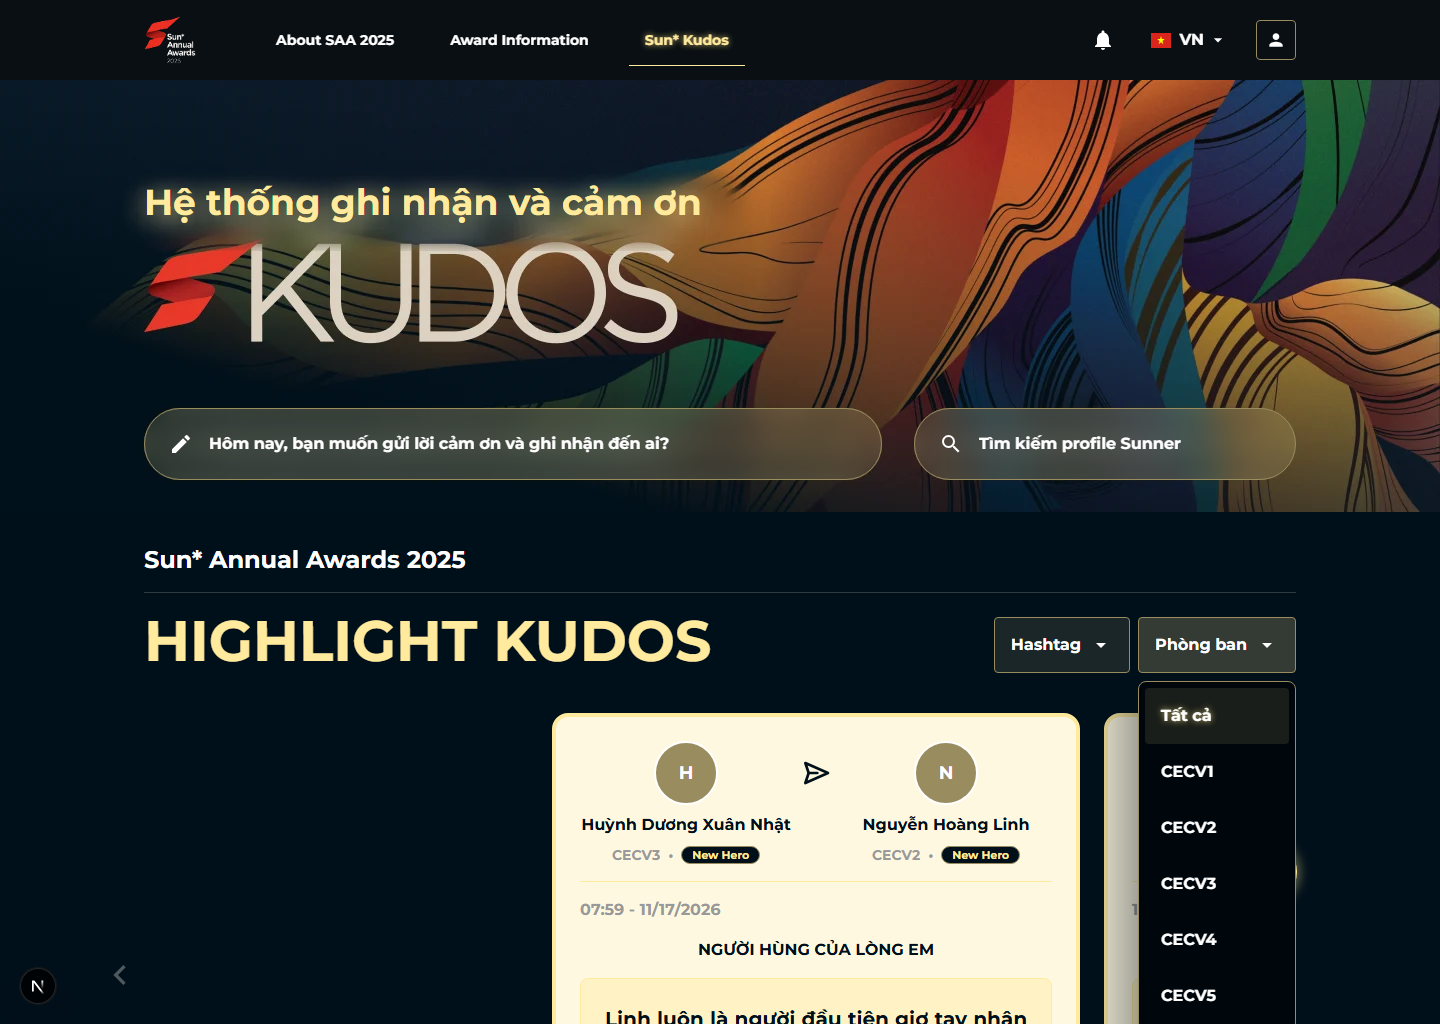 Sun*
Annual
Awards
2025
About SAA 2025
Award Information
Sun* Kudos
VN
Hệ thống ghi nhận và cảm ơn
KUDOS
Hôm nay, bạn muốn gửi lời cảm ơn và ghi nhận đến ai?
Tìm kiếm profile Sunner
Sun* Annual Awards 2025
HIGHLIGHT KUDOS
Hashtag
Phòng ban
Tất cả
CECV1
CECV2
CECV3
CECV4
CECV5
H
N
Huỳnh Dương Xuân Nhật
Nguyễn Hoàng Linh
CECV3 • New Hero
CECV2 • New Hero
07:59 - 11/17/2026
1
NGƯỜI HÙNG CỦA LÒNG EM
Linh luôn là người đầu tiên giơ tay nhận
N